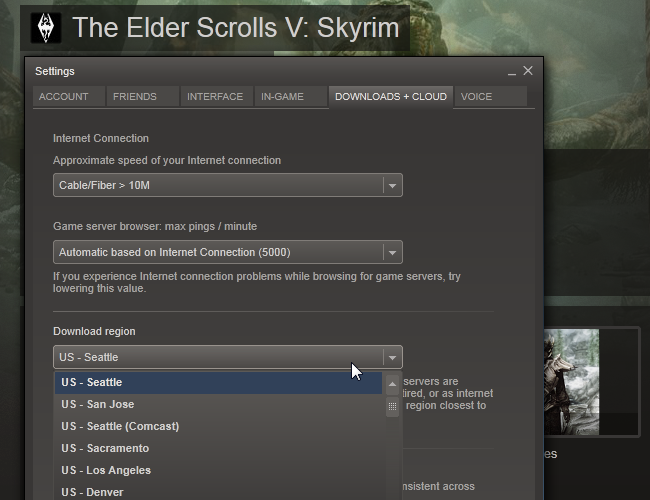 The Elder Scrolls V: Skyrim
Settings
ACCOUNT FRIENDS INTERFACE IN-GAME DOWNLOADS + CLOUD VOICE
Internet Connection
Approximate speed of your Internet connection
Cable/Fiber > 10M
Game server browser: max pings / minute
Automatic based on Internet Connection (5000)
If you experience Internet connection problems while browsing for game servers, try
lowering this value.
Download region
US - Seattle
US - Seattle
servers are
US - San Jose
tired, or as internet
region closest to
US - Seattle (Comcast)
US - Sacramento
es
US - Los Angeles
nsistent across
US - Denver